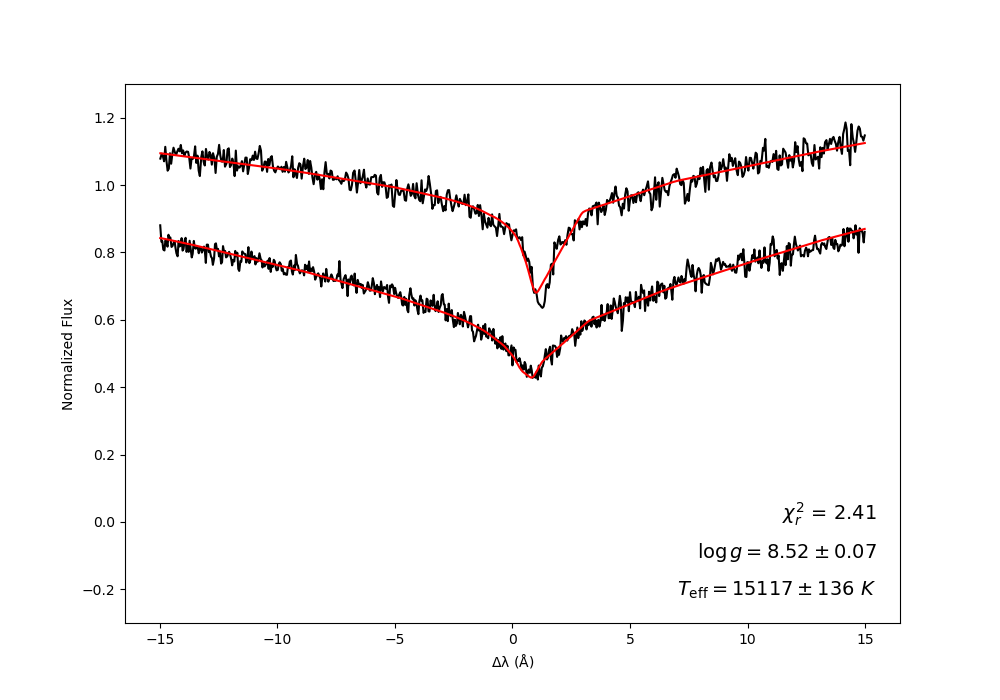 1.2
1.0
0.8
0.6
0.4
0.2
0.0
−0.2
Normalized Flux
χ²ᵣ = 2.41
log g = 8.52 ± 0.07
T_eff = 15117 ± 136 K
−15 −10 −5 0 5 10 15
Δλ (Å)